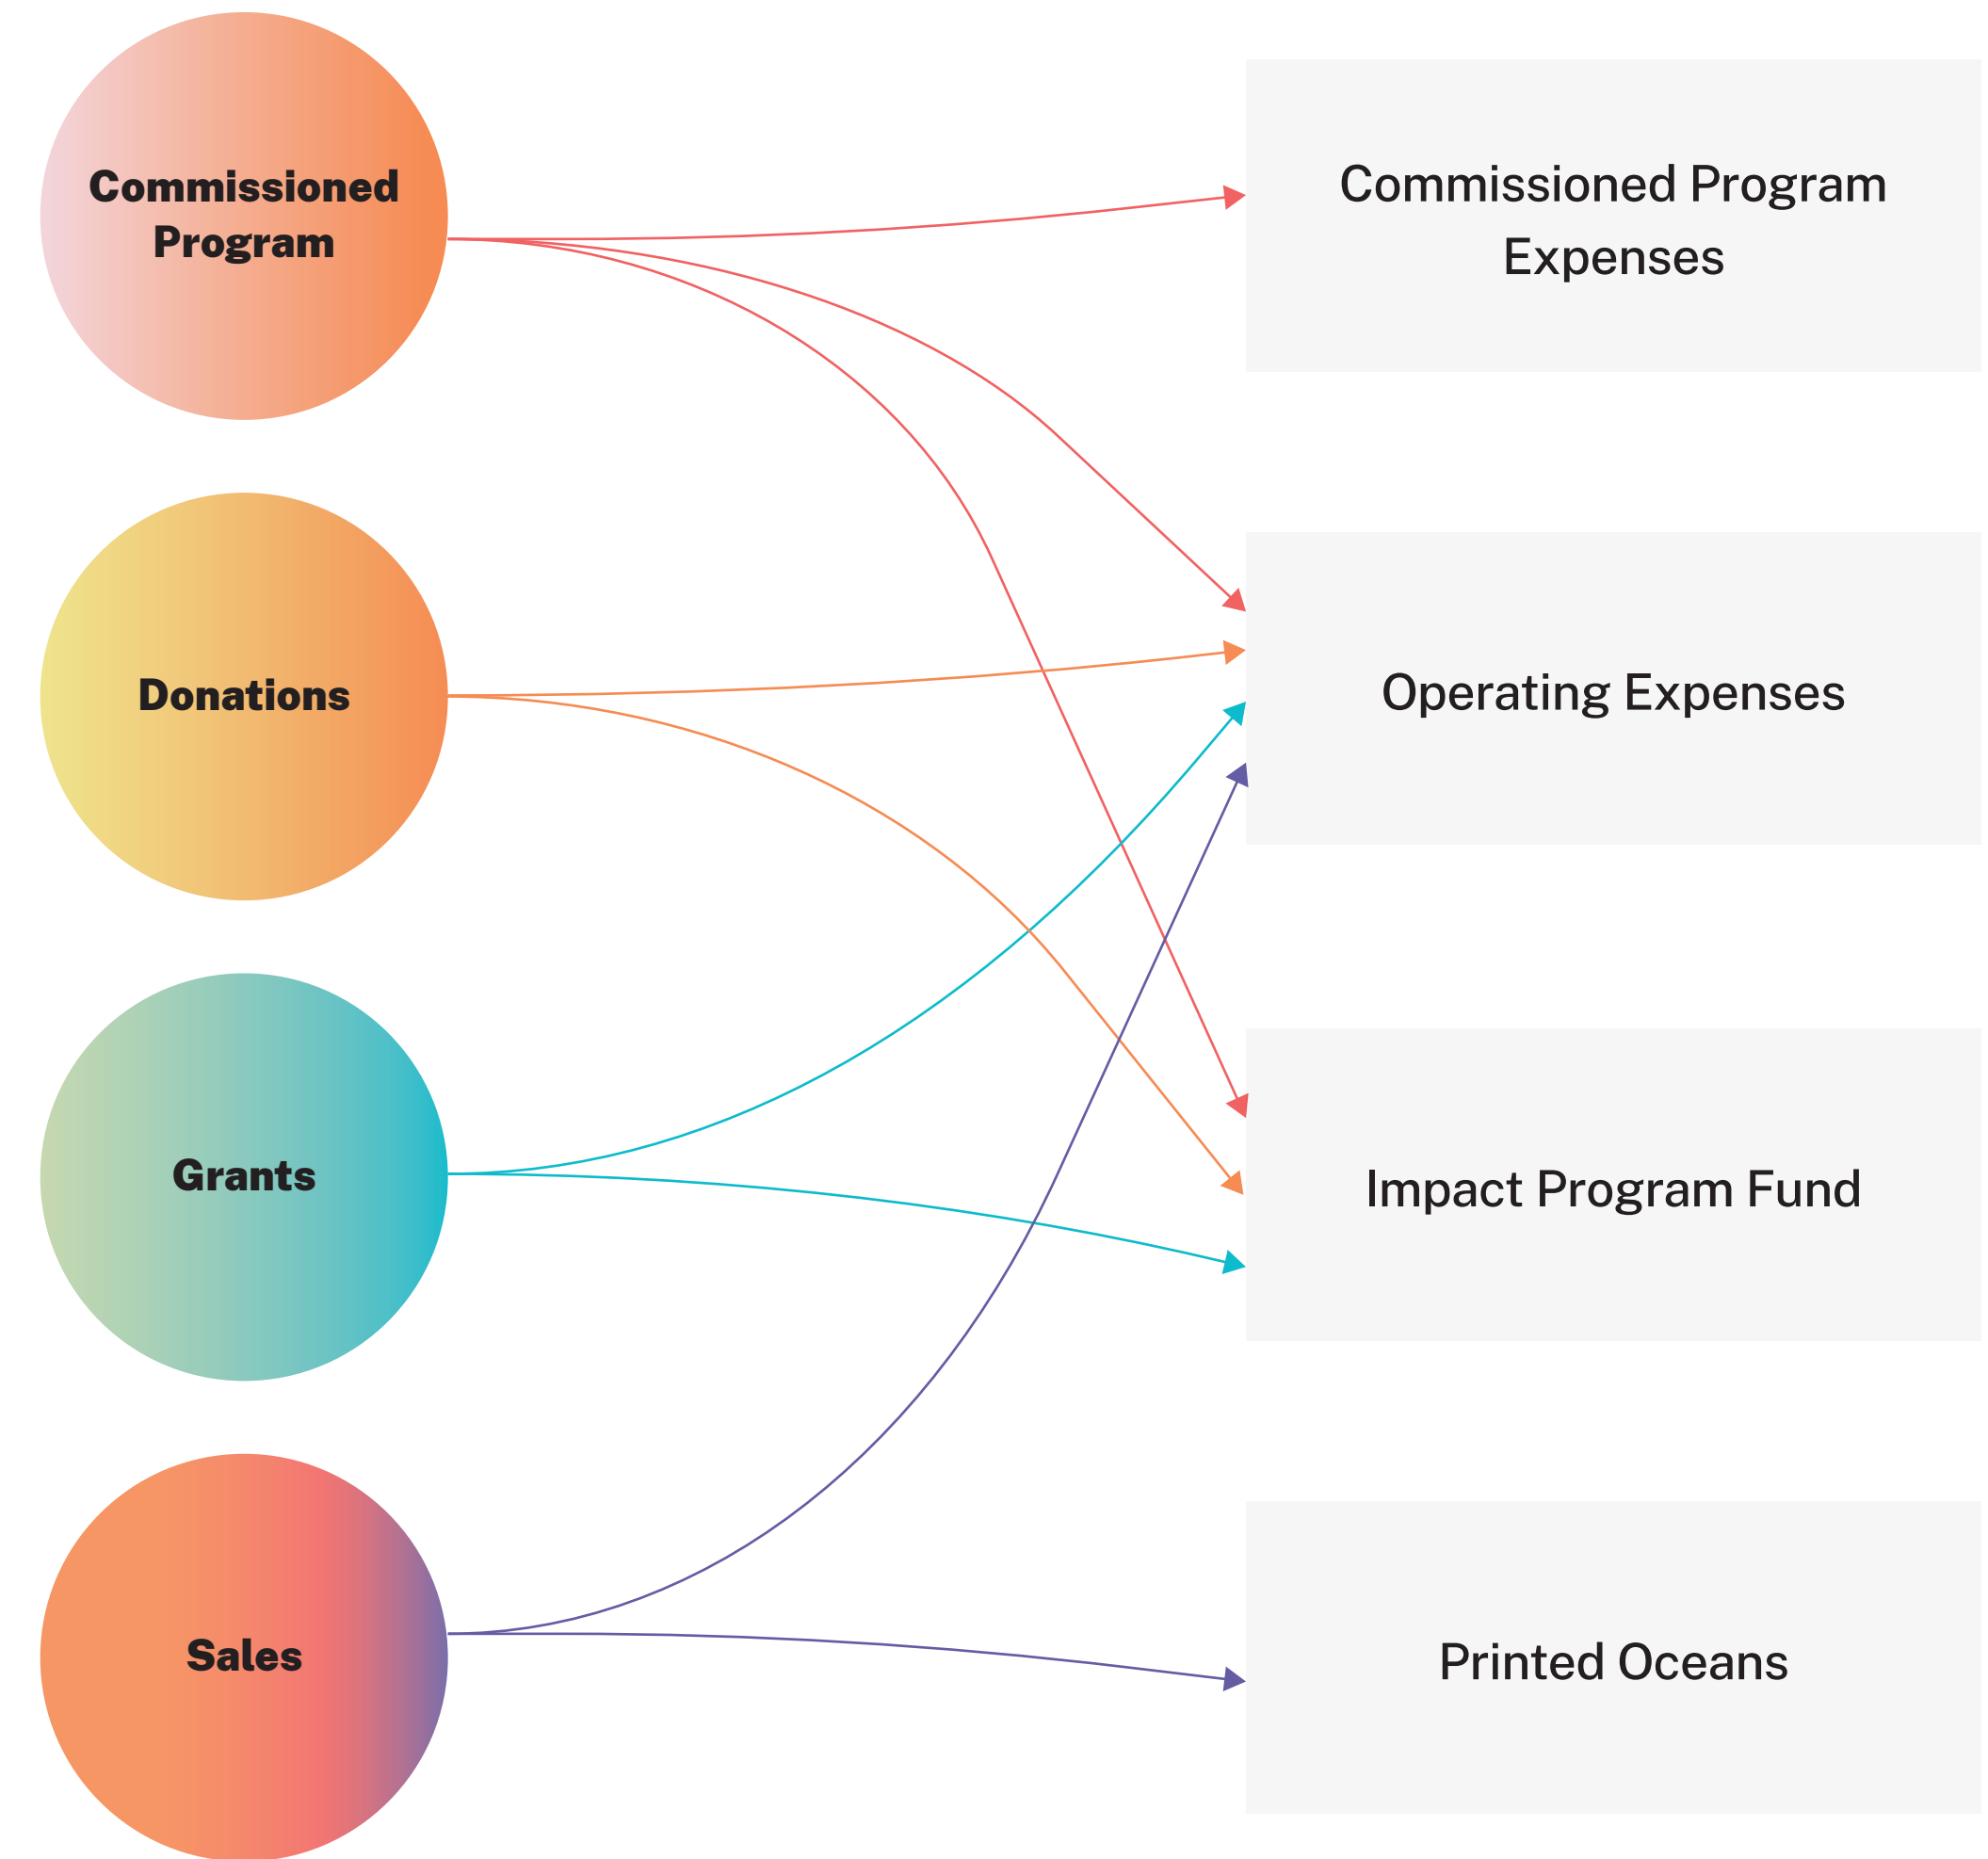 Commissioned
Program
Commissioned Program
Expenses
Donations
Operating Expenses
Grants
Impact Program Fund
Sales
Printed Oceans